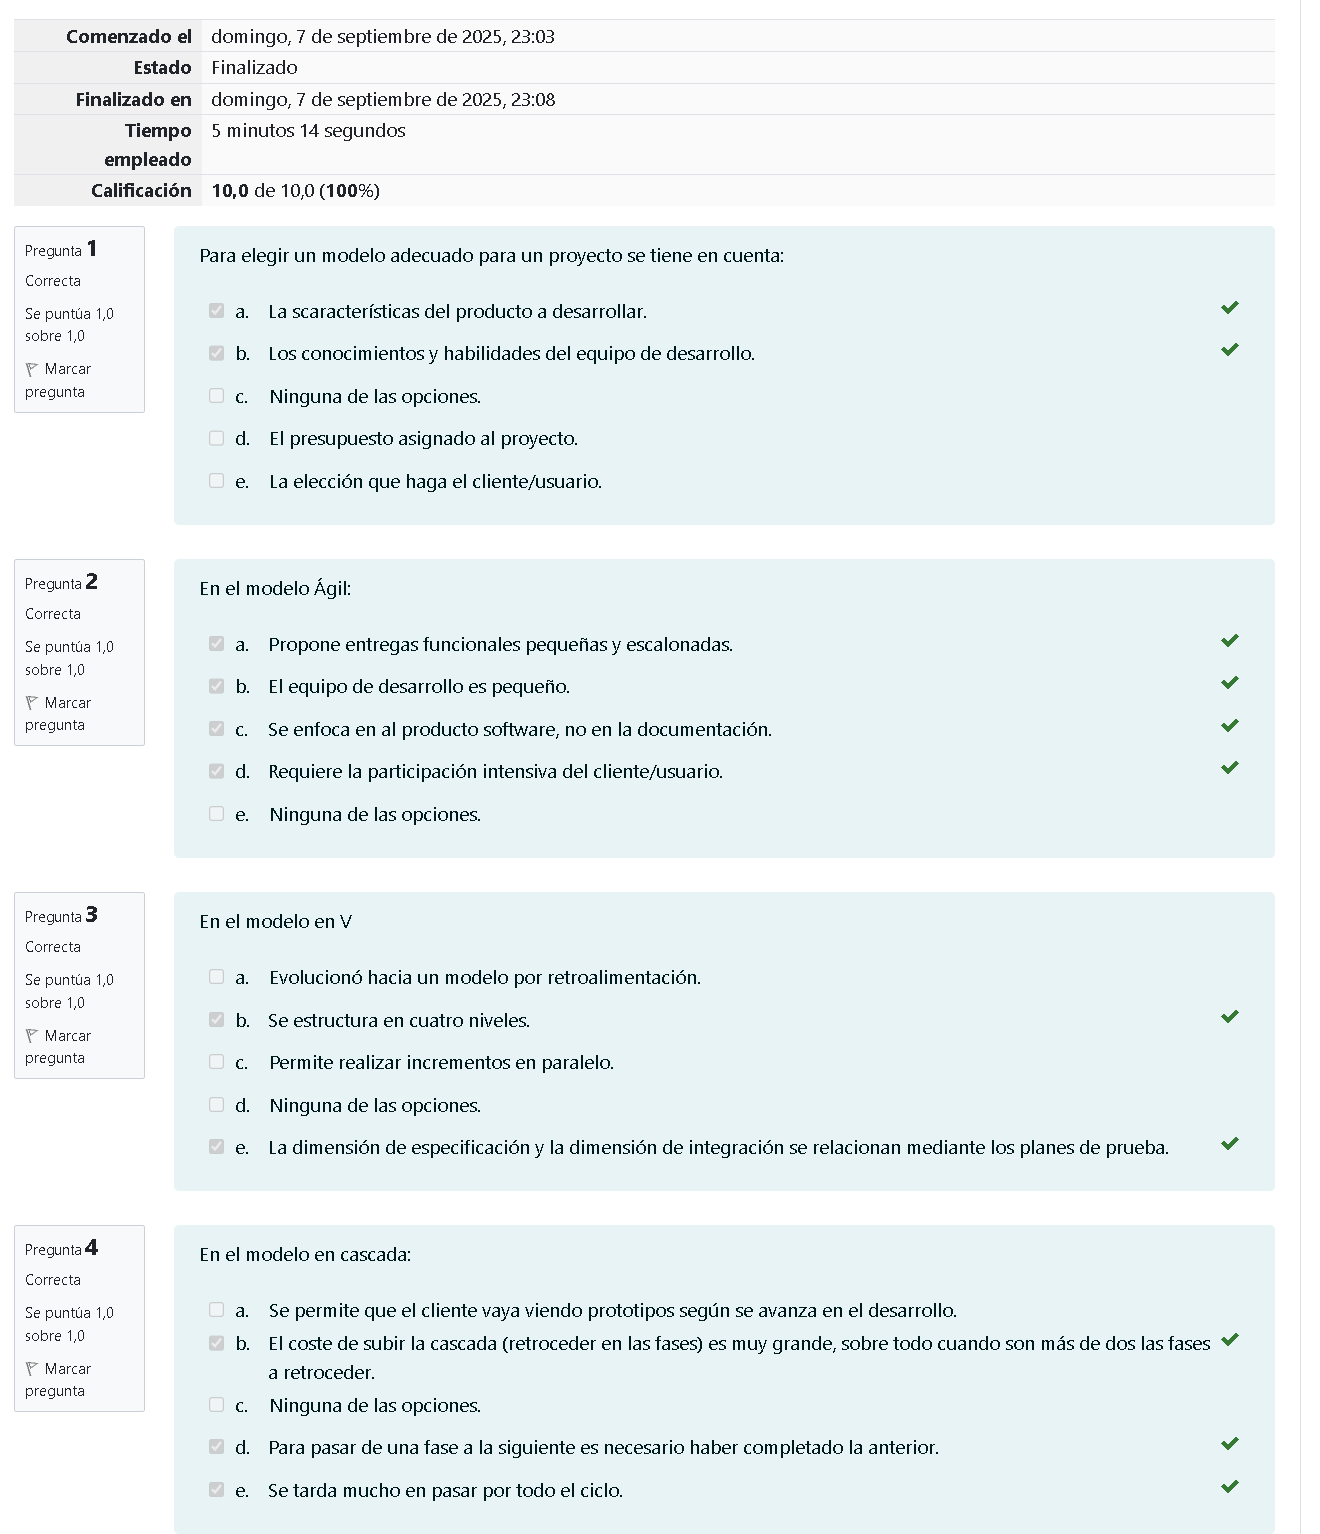 Comenzado el domingo, 7 de septiembre de 2025, 23:03
Estado Finalizado
Finalizado en domingo, 7 de septiembre de 2025, 23:08
Tiempo empleado 5 minutos 14 segundos
Calificación 10,0 de 10,0 (100%)
Pregunta 1
Correcta
Se puntúa 1,0
sobre 1,0
Marcar
pregunta
Para elegir un modelo adecuado para un proyecto se tiene en cuenta:
a. La scaracterísticas del producto a desarrollar.
b. Los conocimientos y habilidades del equipo de desarrollo.
c. Ninguna de las opciones.
d. El presupuesto asignado al proyecto.
e. La elección que haga el cliente/usuario.
Pregunta 2
Correcta
Se puntúa 1,0
sobre 1,0
Marcar
pregunta
En el modelo Ágil:
a. Propone entregas funcionales pequeñas y escalonadas.
b. El equipo de desarrollo es pequeño.
c. Se enfoca en al producto software, no en la documentación.
d. Requiere la participación intensiva del cliente/usuario.
e. Ninguna de las opciones.
Pregunta 3
Correcta
Se puntúa 1,0
sobre 1,0
Marcar
pregunta
En el modelo en V
a. Evolucionó hacia un modelo por retroalimentación.
b. Se estructura en cuatro niveles.
c. Permite realizar incrementos en paralelo.
d. Ninguna de las opciones.
e. La dimensión de especificación y la dimensión de integración se relacionan mediante los planes de prueba.
Pregunta 4
Correcta
Se puntúa 1,0
sobre 1,0
Marcar
pregunta
En el modelo en cascada:
a. Se permite que el cliente vaya viendo prototipos según se avanza en el desarrollo.
b. El coste de subir la cascada (retroceder en las fases) es muy grande, sobre todo cuando son más de dos las fases
a retroceder.
c. Ninguna de las opciones.
d. Para pasar de una fase a la siguiente es necesario haber completado la anterior.
e. Se tarda mucho en pasar por todo el ciclo.